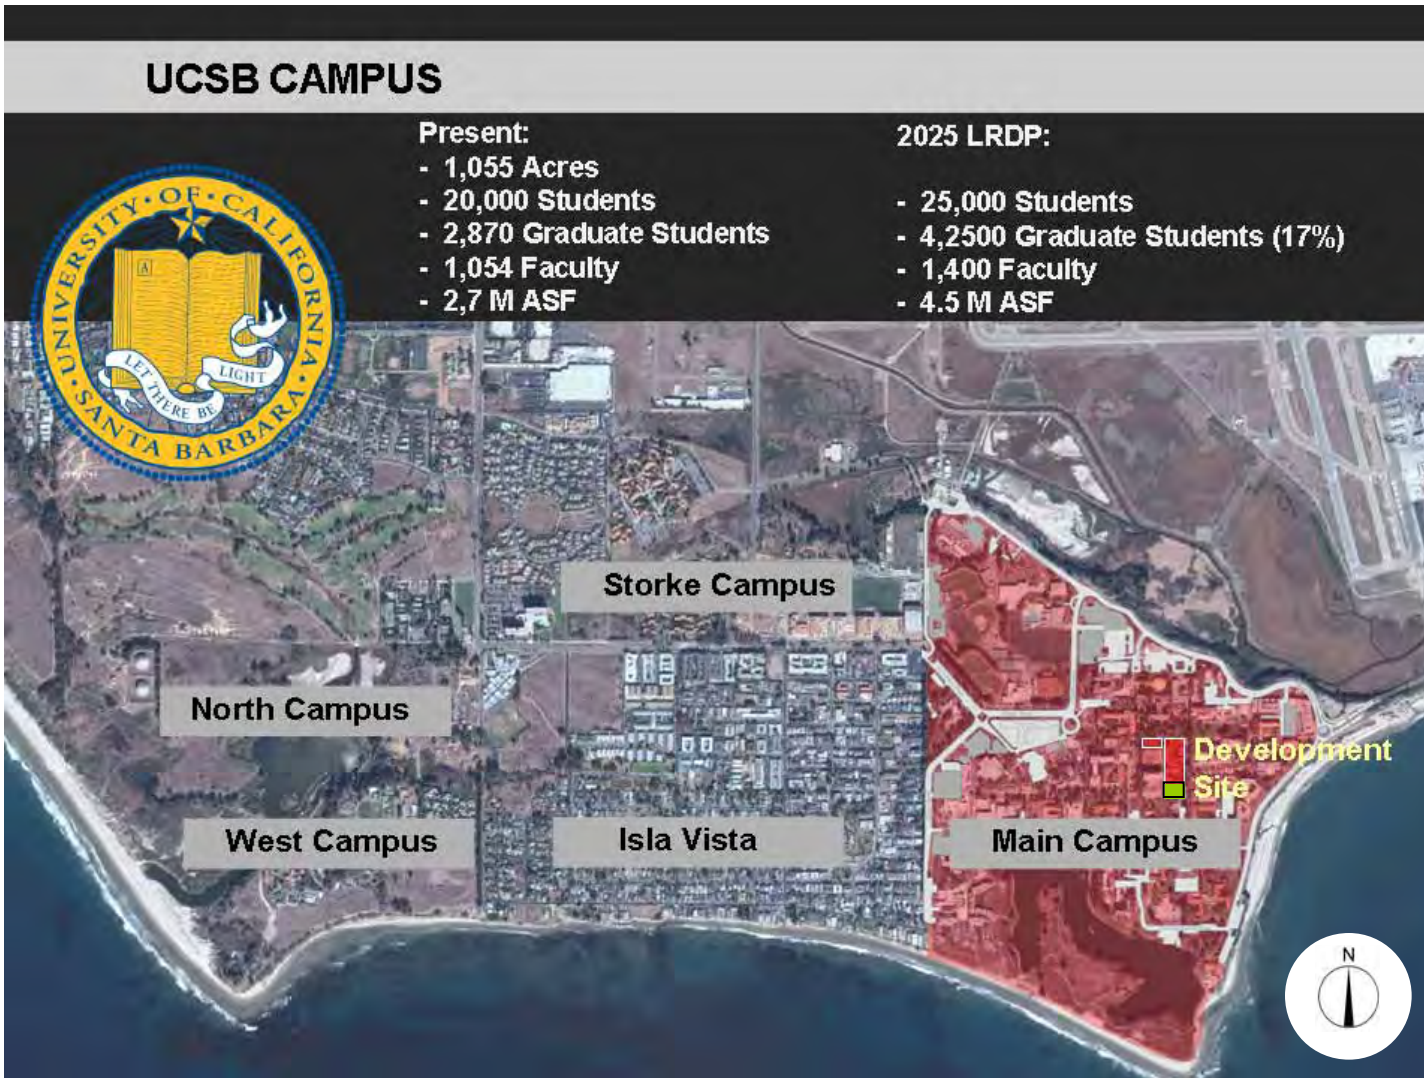 UCSB CAMPUS
Present:
- 1,055 Acres
- 20,000 Students
- 2,870 Graduate Students
- 1,054 Faculty
- 2,7 M ASF
2025 LRDP:
- 25,000 Students
- 4,2500 Graduate Students (17%)
- 1,400 Faculty
- 4.5 M ASF
UNIVERSITY · OF · CALIFORNIA · SANTA BARBARA ·
A
LET THERE BE LIGHT
Storke Campus
North Campus
Development
Site
West Campus
Isla Vista
Main Campus
N